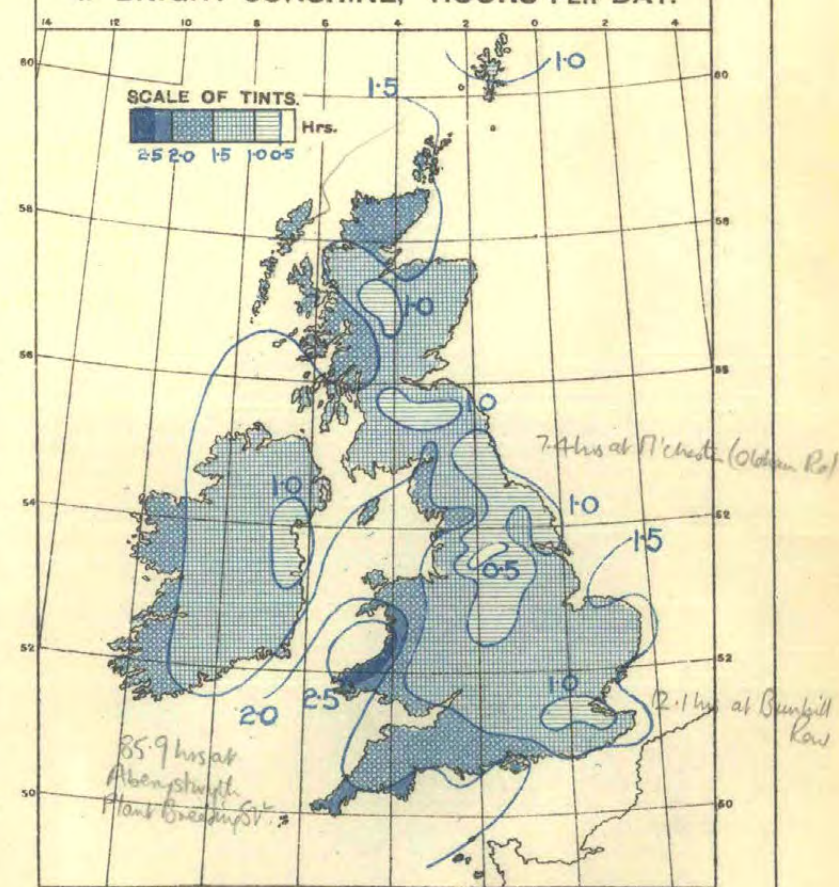 BRIGHT SUNSHINE, HOURS PER DAY.
14 12 10 8 6 4 2 0 2 4
60 60
1.0
1.5
SCALE OF TINTS.
Hrs.
2.5 2.0 1.5 1.0 0.5
58 58
1.0
56
1.0
7.4 hrs at M'chester (Oldham Rd
1.0
54
1.0
1.5
0.5
52 52
1.0
12.1 hrs at Bunhill
Row
2.0 2.5
85.9 hrs at
Aberystwyth
Plant Breeding St.
50 50